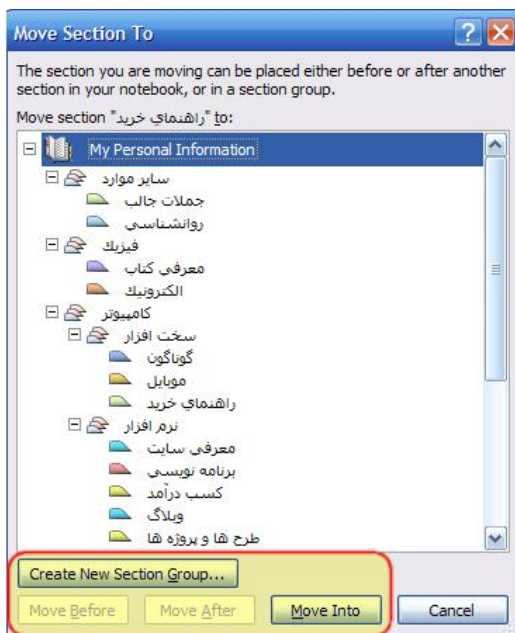 Move Section To
The section you are moving can be placed either before or after another
section in your notebook, or in a section group.
Move section "راهنماي خريد" to:
My Personal Information
ساير موارد
جملات جالب
روانشناسي
فيزيك
معرفي كتاب
الكترونيك
كامپيوتر
سخت افزار
گوناگون
موبايل
راهنماي خريد
نرم افزار
معرفي سايت
برنامه نويسي
كسب درآمد
وبلاگ
طرح ها و پروژه ها
Create New Section Group...
Move Before Move After Move Into Cancel